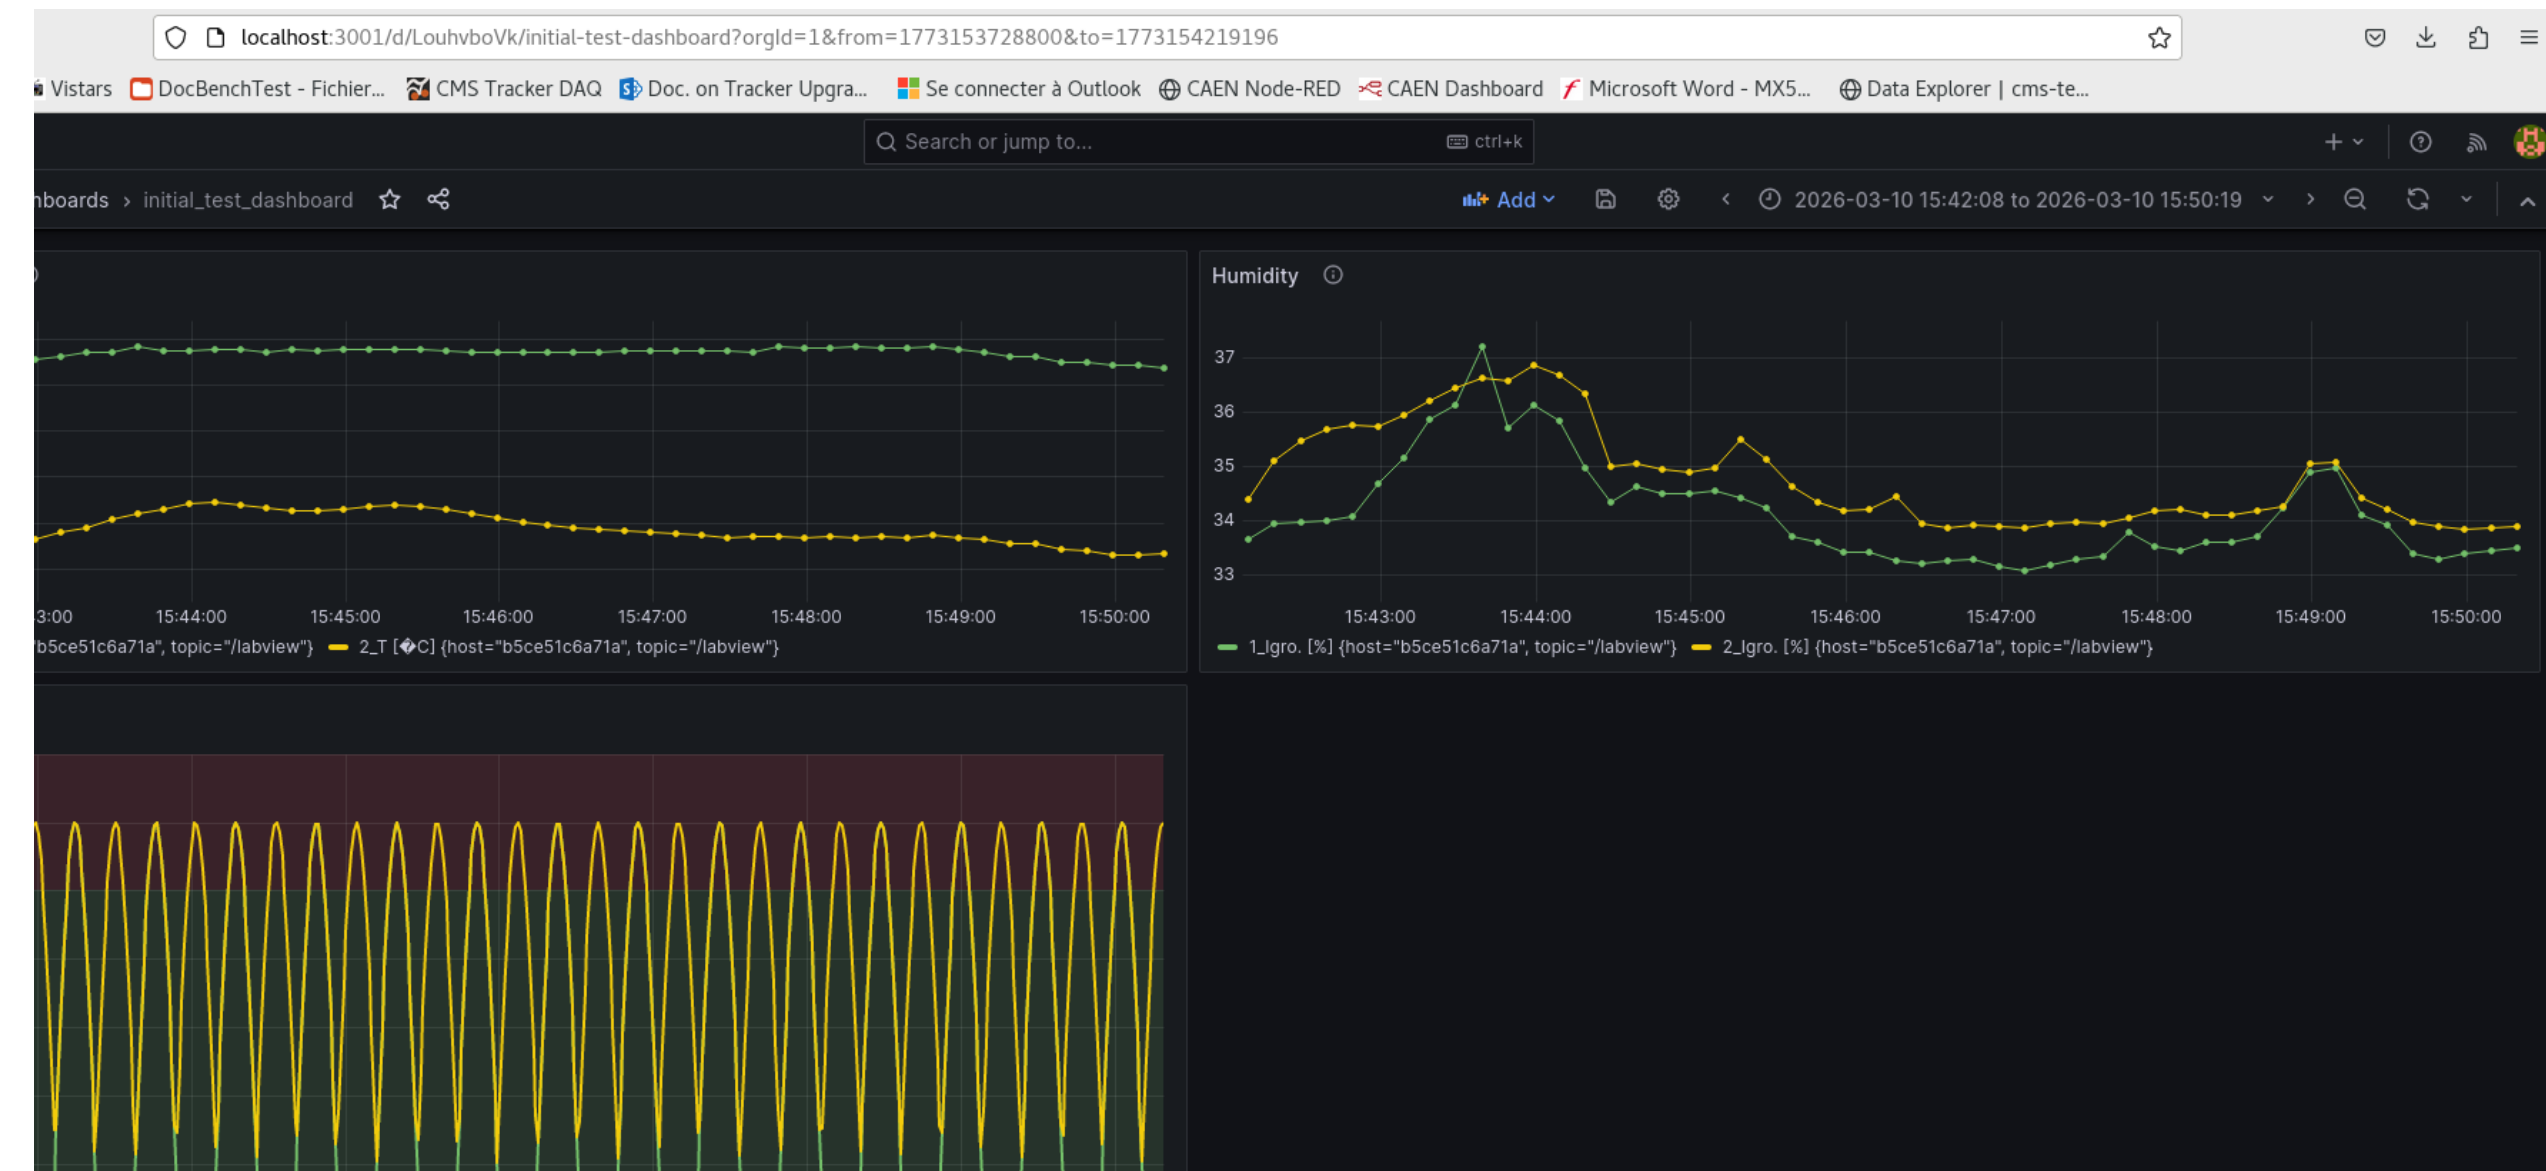 localhost:3001/d/LouhvboVk/initial-test-dashboard?orgId=1&from=1773153728800&to=1773154219196
Vistars DocBenchTest - Fichier... CMS Tracker DAQ Doc. on Tracker Upgra... Se connecter à Outlook CAEN Node-RED CAEN Dashboard Microsoft Word - MX5... Data Explorer | cms-te...
Search or jump to... ctrl+k
hboards › initial_test_dashboard Add 2026-03-10 15:42:08 to 2026-03-10 15:50:19
Humidity
37
36
35
34
33
3:00 15:44:00 15:45:00 15:46:00 15:47:00 15:48:00 15:49:00 15:50:00
15:43:00 15:44:00 15:45:00 15:46:00 15:47:00 15:48:00 15:49:00 15:50:00
"b5ce51c6a71a", topic="/labview"} 2_T [�C] {host="b5ce51c6a71a", topic="/labview"}
1_Igro. [%] {host="b5ce51c6a71a", topic="/labview"} 2_Igro. [%] {host="b5ce51c6a71a", topic="/labview"}